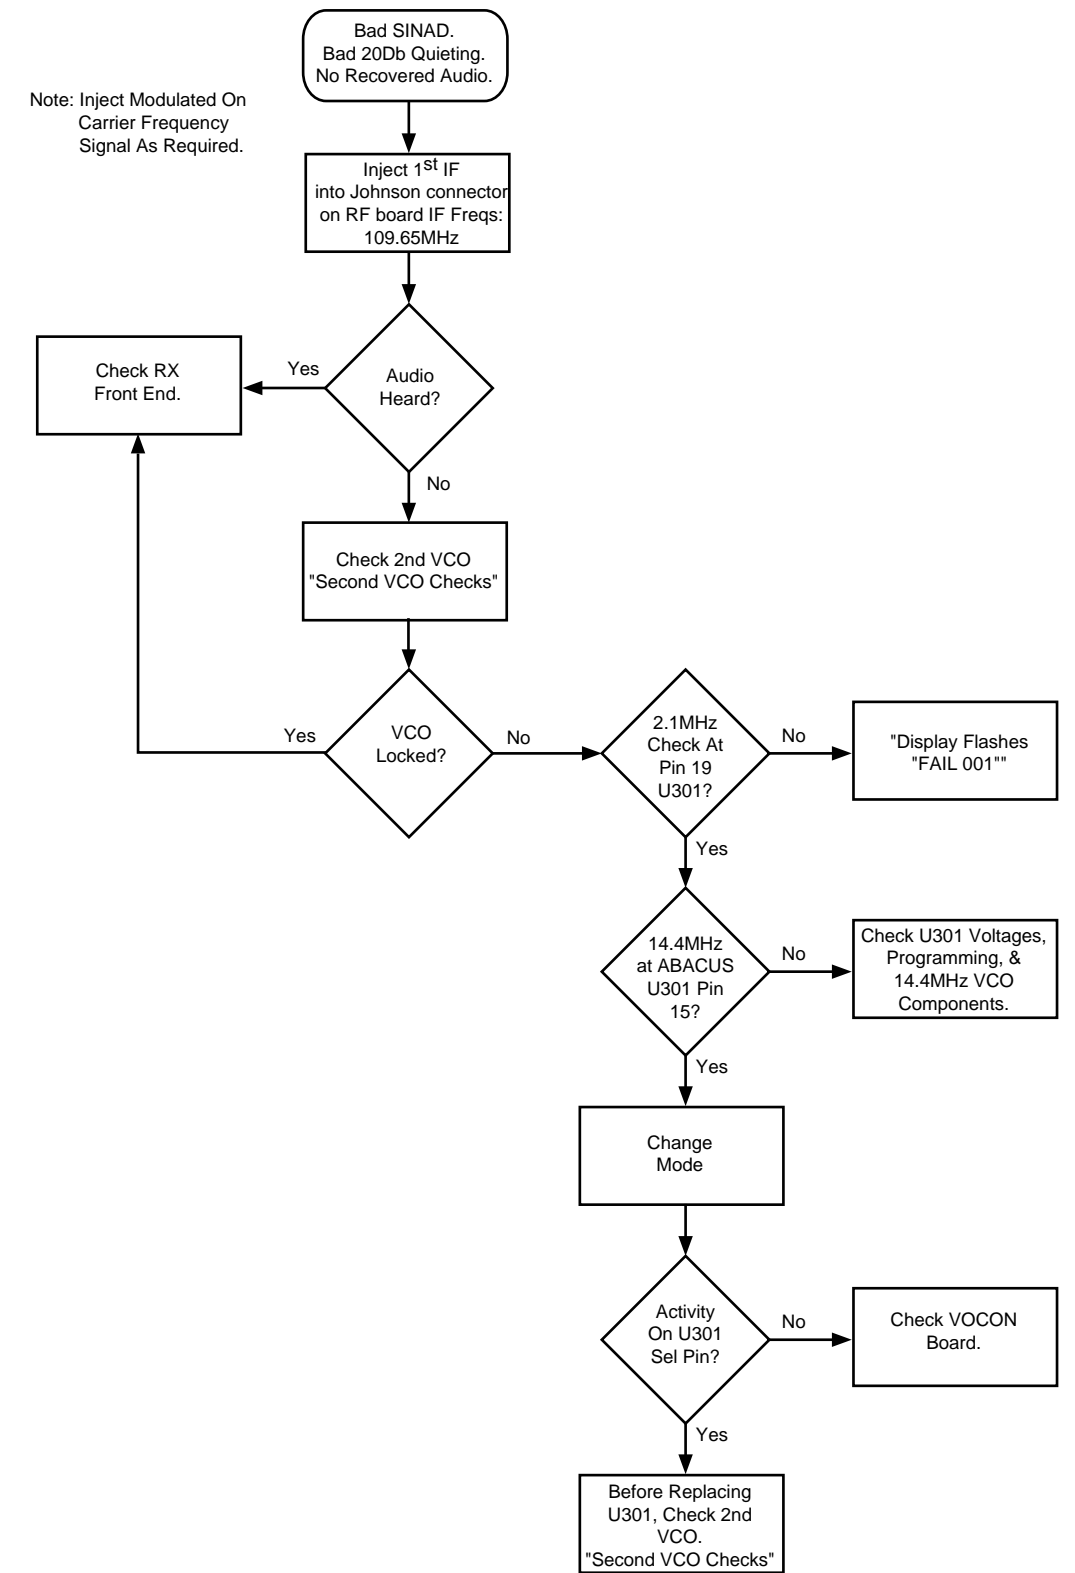 Bad SINAD.
Bad 20Db Quieting.
No Recovered Audio.
Note: Inject Modulated On
Carrier Frequency
Signal As Required.
Inject 1st IF
into Johnson connector
on RF board IF Freqs:
109.65MHz
Audio
Heard?
Yes
Check RX
Front End.
No
Check 2nd VCO
"Second VCO Checks"
VCO
Locked?
Yes
No
2.1MHz
Check At
Pin 19
U301?
No
"Display Flashes
"FAIL 001""
Yes
14.4MHz
at ABACUS
U301 Pin
15?
No
Check U301 Voltages,
Programming, &
14.4MHz VCO
Components.
Yes
Change
Mode
Activity
On U301
Sel Pin?
No
Check VOCON
Board.
Yes
Before Replacing
U301, Check 2nd
VCO.
"Second VCO Checks"